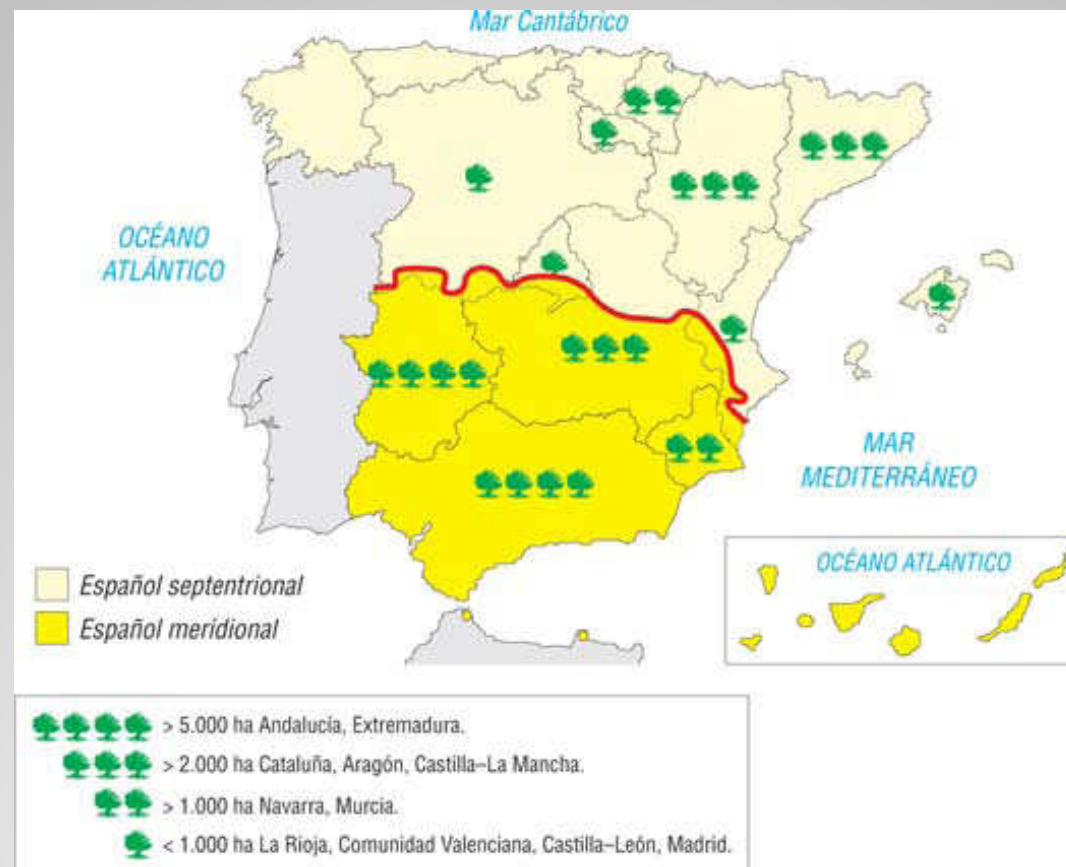 Mar Cantábrico
OCÉANO
ATLÁNTICO
MAR
MEDITERRÁNEO
OCÉANO ATLÁNTICO
Español septentrional
Español meridional
> 5.000 ha Andalucía, Extremadura.
> 2.000 ha Cataluña, Aragón, Castilla–La Mancha.
> 1.000 ha Navarra, Murcia.
< 1.000 ha La Rioja, Comunidad Valenciana, Castilla–León, Madrid.